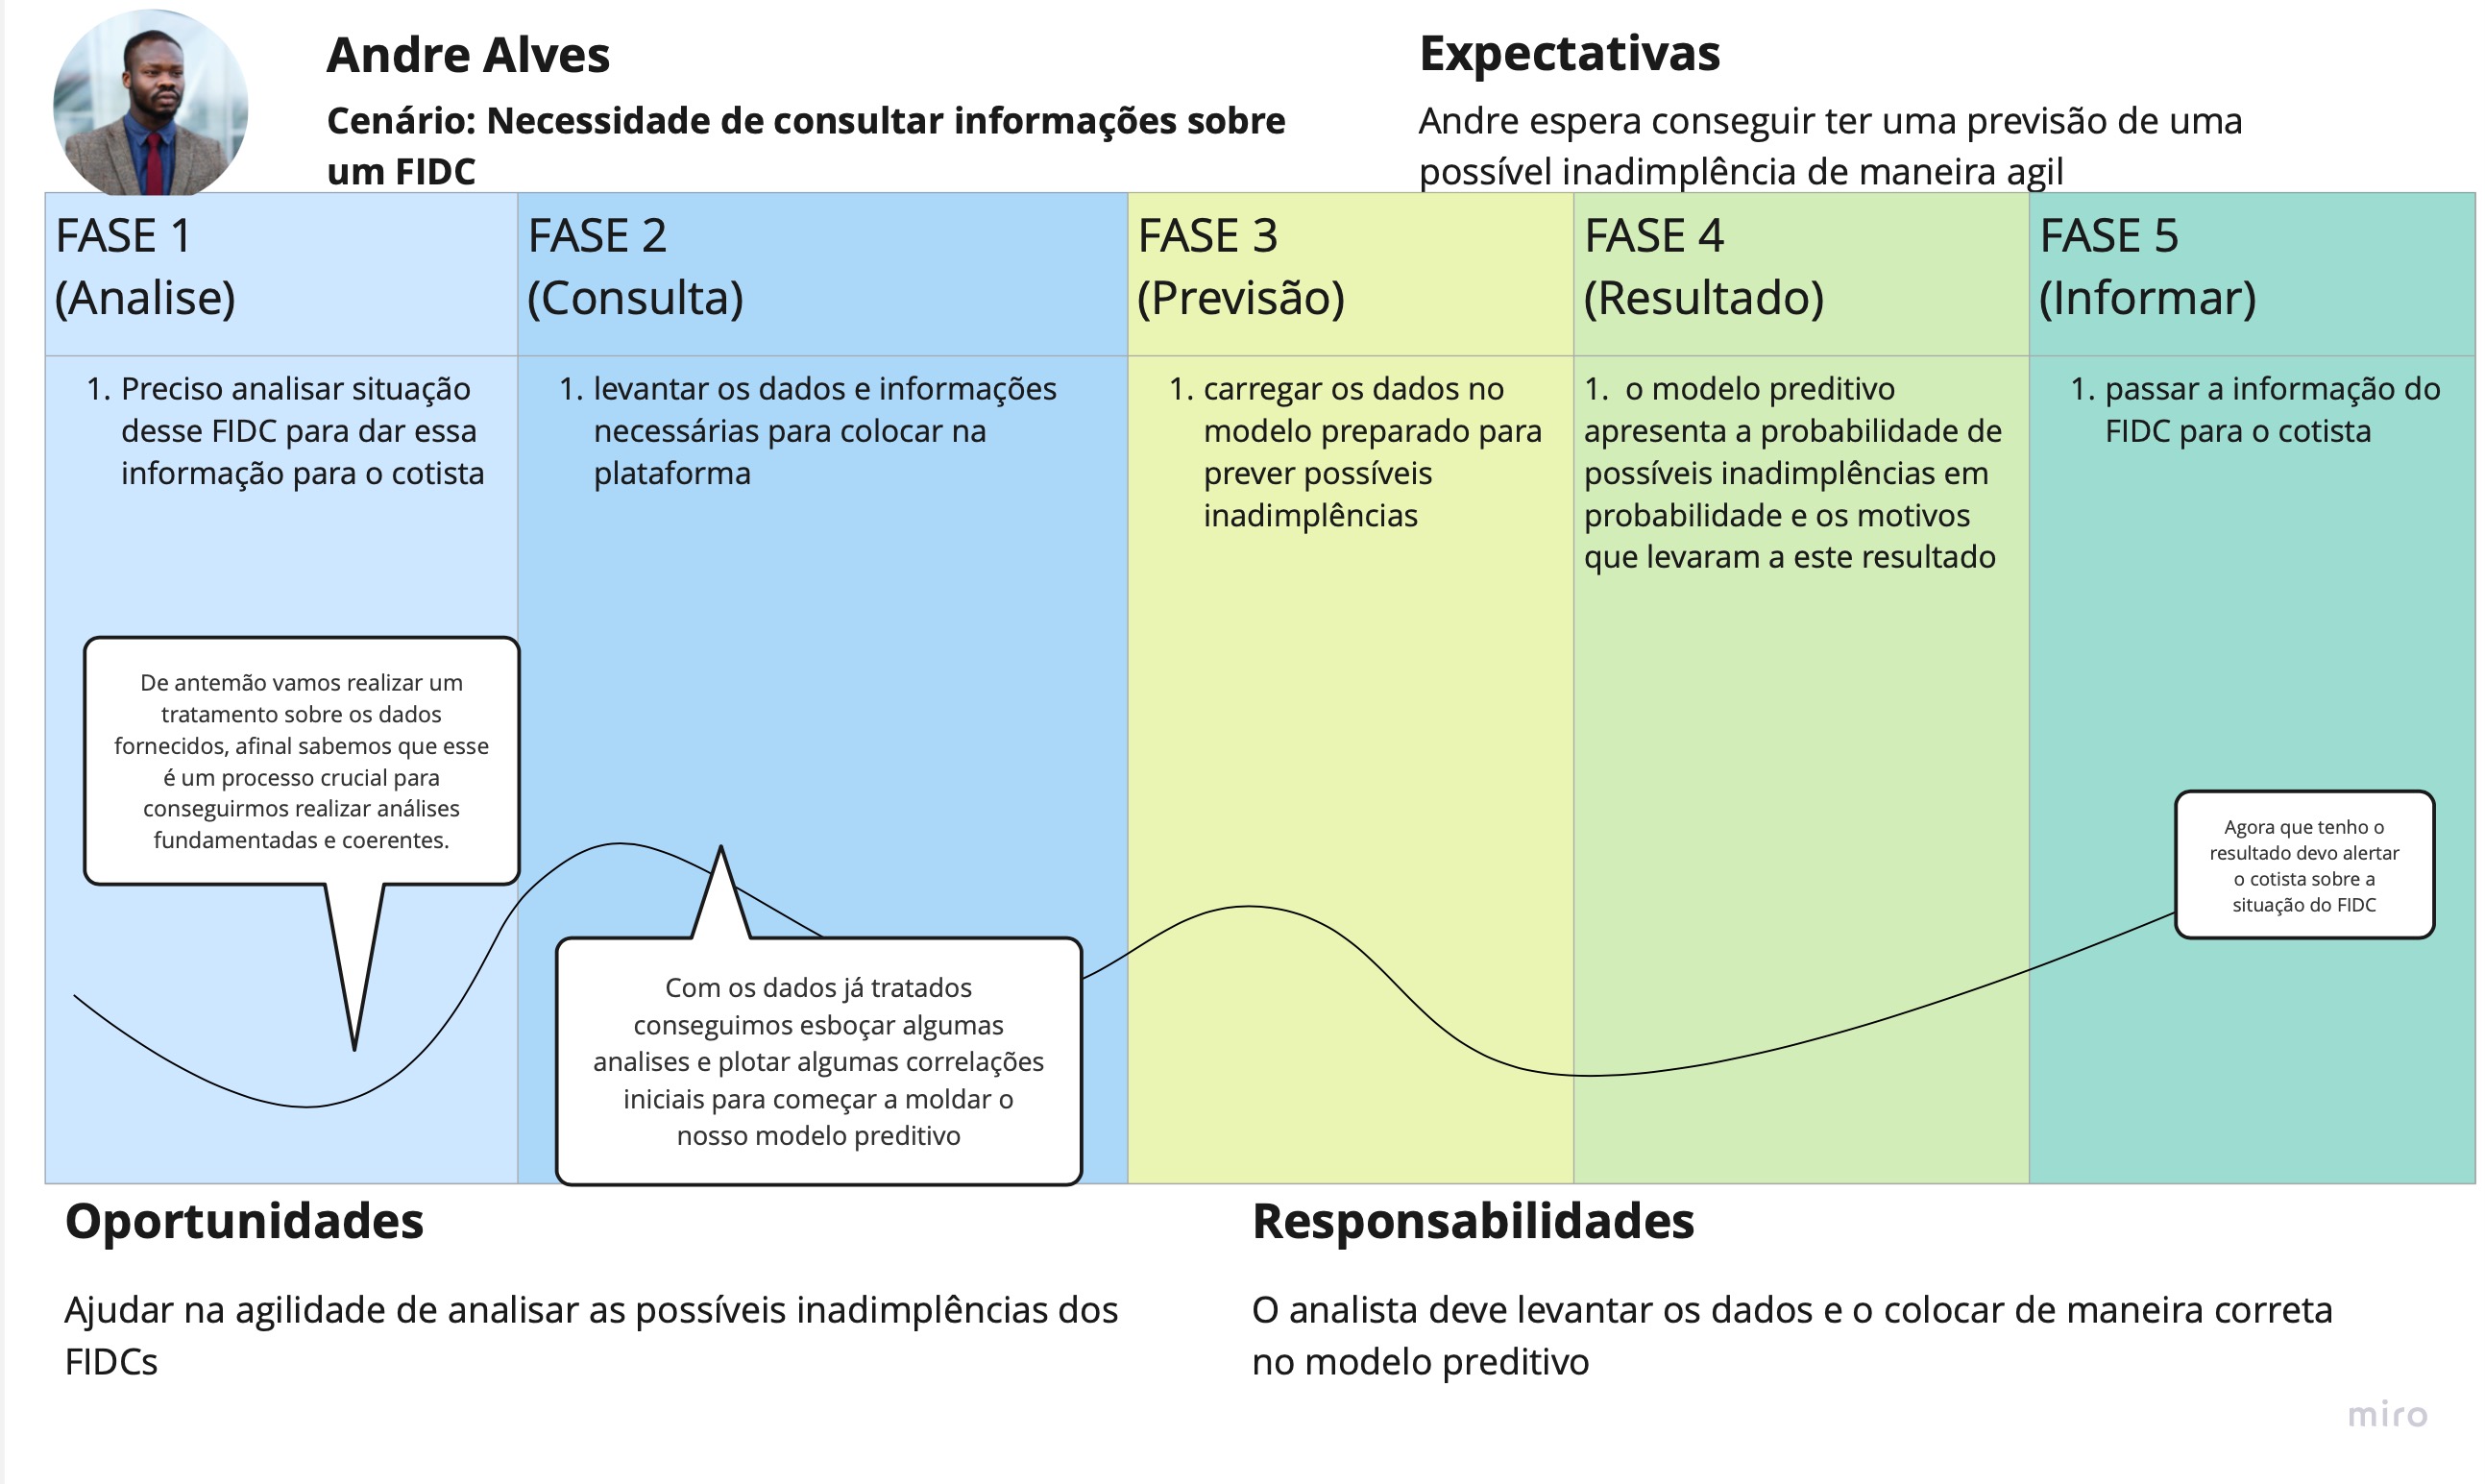 Andre Alves
Cenário: Necessidade de consultar informações sobre
um FIDC
Expectativas
Andre espera conseguir ter uma previsão de uma
possível inadimplência de maneira agil
FASE 1
(Analise)
FASE 2
(Consulta)
FASE 3
(Previsão)
FASE 4
(Resultado)
FASE 5
(Informar)
1. Preciso analisar situação
desse FIDC para dar essa
informação para o cotista
1. levantar os dados e informações
necessárias para colocar na
plataforma
1. carregar os dados no
modelo preparado para
prever possíveis
inadimplências
1. o modelo preditivo
apresenta a probabilidade de
possíveis inadimplências em
probabilidade e os motivos
que levaram a este resultado
1. passar a informação do
FIDC para o cotista
De antemão vamos realizar um
tratamento sobre os dados
fornecidos, afinal sabemos que esse
é um processo crucial para
conseguirmos realizar análises
fundamentadas e coerentes.
Com os dados já tratados
conseguimos esboçar algumas
analises e plotar algumas correlações
iniciais para começar a moldar o
nosso modelo preditivo
Agora que tenho o
resultado devo alertar
o cotista sobre a
situação do FIDC
Oportunidades
Ajudar na agilidade de analisar as possíveis inadimplências dos
FIDCs
Responsabilidades
O analista deve levantar os dados e o colocar de maneira correta
no modelo preditivo
miro